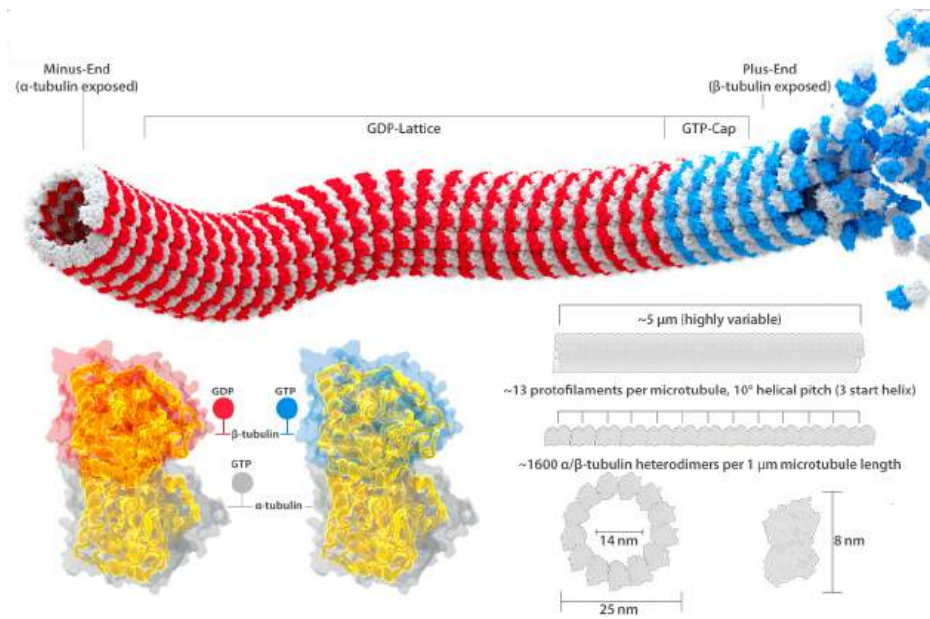 Minus-End
(α-tubulin exposed)
Plus-End
(β-tubulin exposed)
GDP-Lattice
GTP-Cap
~5 μm (highly variable)
~13 protofilaments per microtubule, 10° helical pitch (3 start helix)
GDP
GTP
β-tubulin
GTP
α-tubulin
~1600 α/β-tubulin heterodimers per 1 μm microtubule length
14 nm
8 nm
25 nm